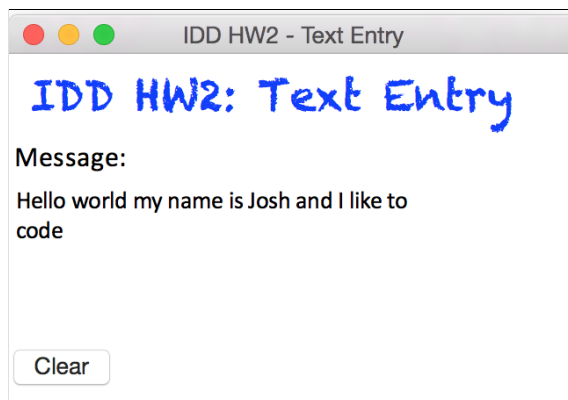 IDD HW2 - Text Entry
IDD HW2: Text Entry
Message:
Hello world my name is Josh and I like to
code
Clear